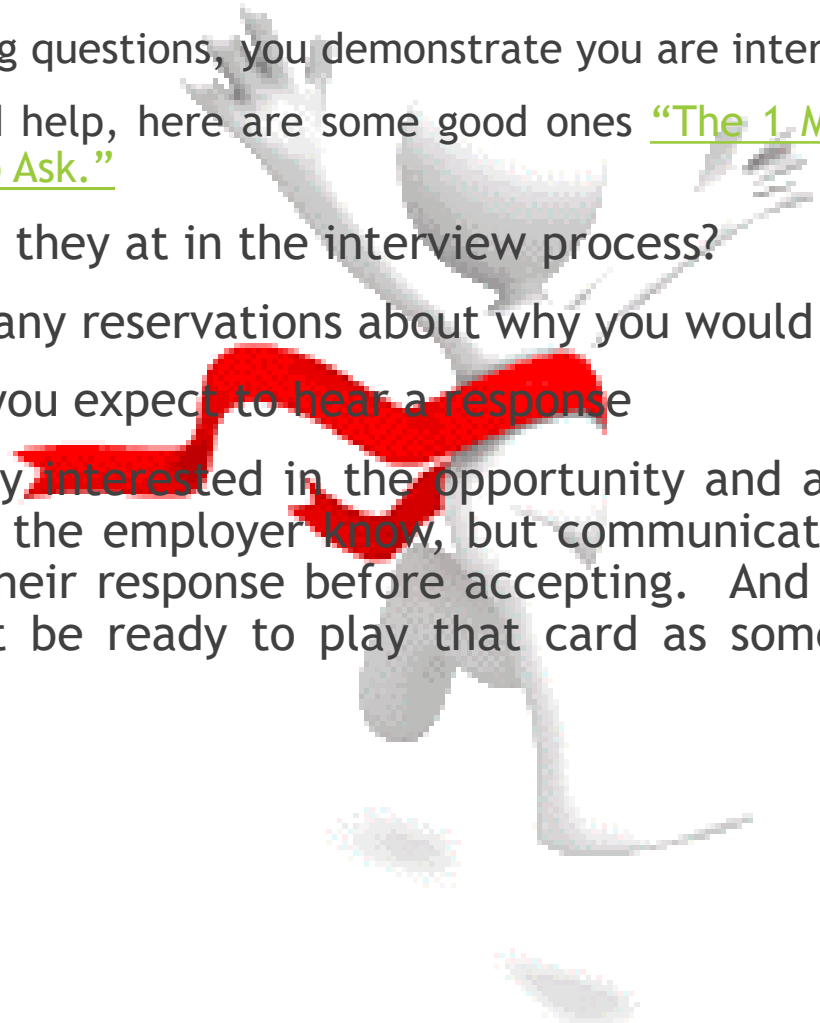 g questions, you demonstrate you are inter
help, here are some good ones “The 1 M
Ask.”
they at in the interview process?
any reservations about why you would
you expect to hear a response
y interested in the opportunity and a
the employer know, but communicat
heir response before accepting. And
t be ready to play that card as some